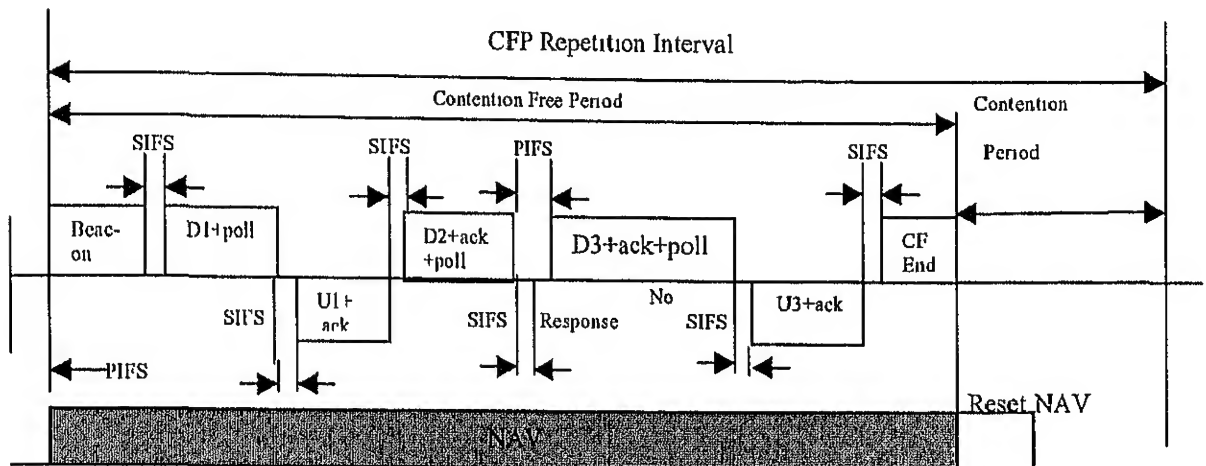 CFP Repetition Interval
Contention Free Period
Contention
Period
SIFS
SIFS
PIFS
SIFS
Beac-
on
D1+poll
D2+ack
+poll
D3+ack+poll
CF
End
U1+
ack
No
Response
U3+ack
SIFS
SIFS
SIFS
PIFS
Reset NAV
NAV